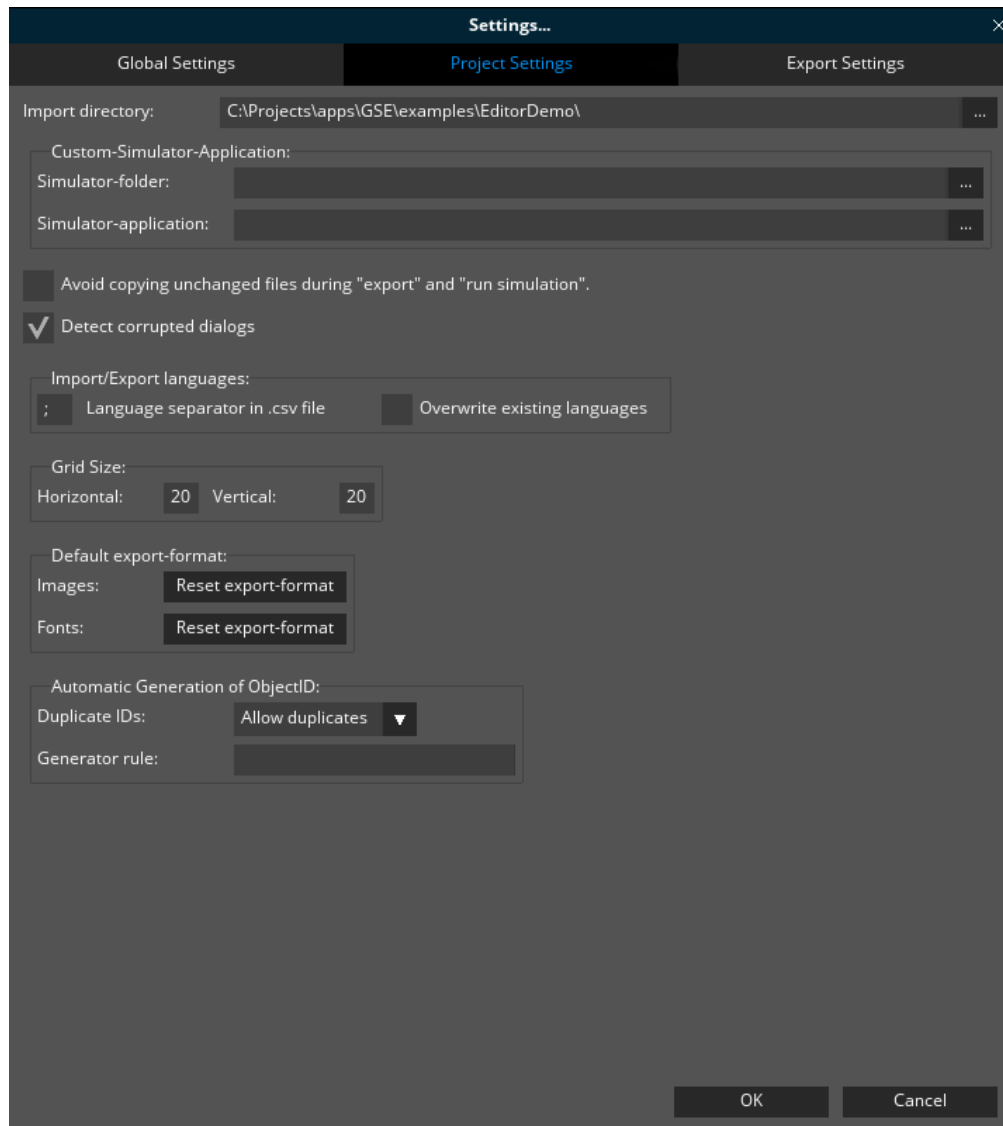 Settings...
Global Settings Project Settings Export Settings
Import directory: C:\Projects\apps\GSE\examples\EditorDemo\ ...
Custom-Simulator-Application:
Simulator-folder: ...
Simulator-application: ...
Avoid copying unchanged files during "export" and "run simulation".
Detect corrupted dialogs
Import/Export languages:
; Language separator in .csv file Overwrite existing languages
Grid Size:
Horizontal: 20 Vertical: 20
Default export-format:
Images: Reset export-format
Fonts: Reset export-format
Automatic Generation of ObjectID:
Duplicate IDs: Allow duplicates
Generator rule:
OK Cancel